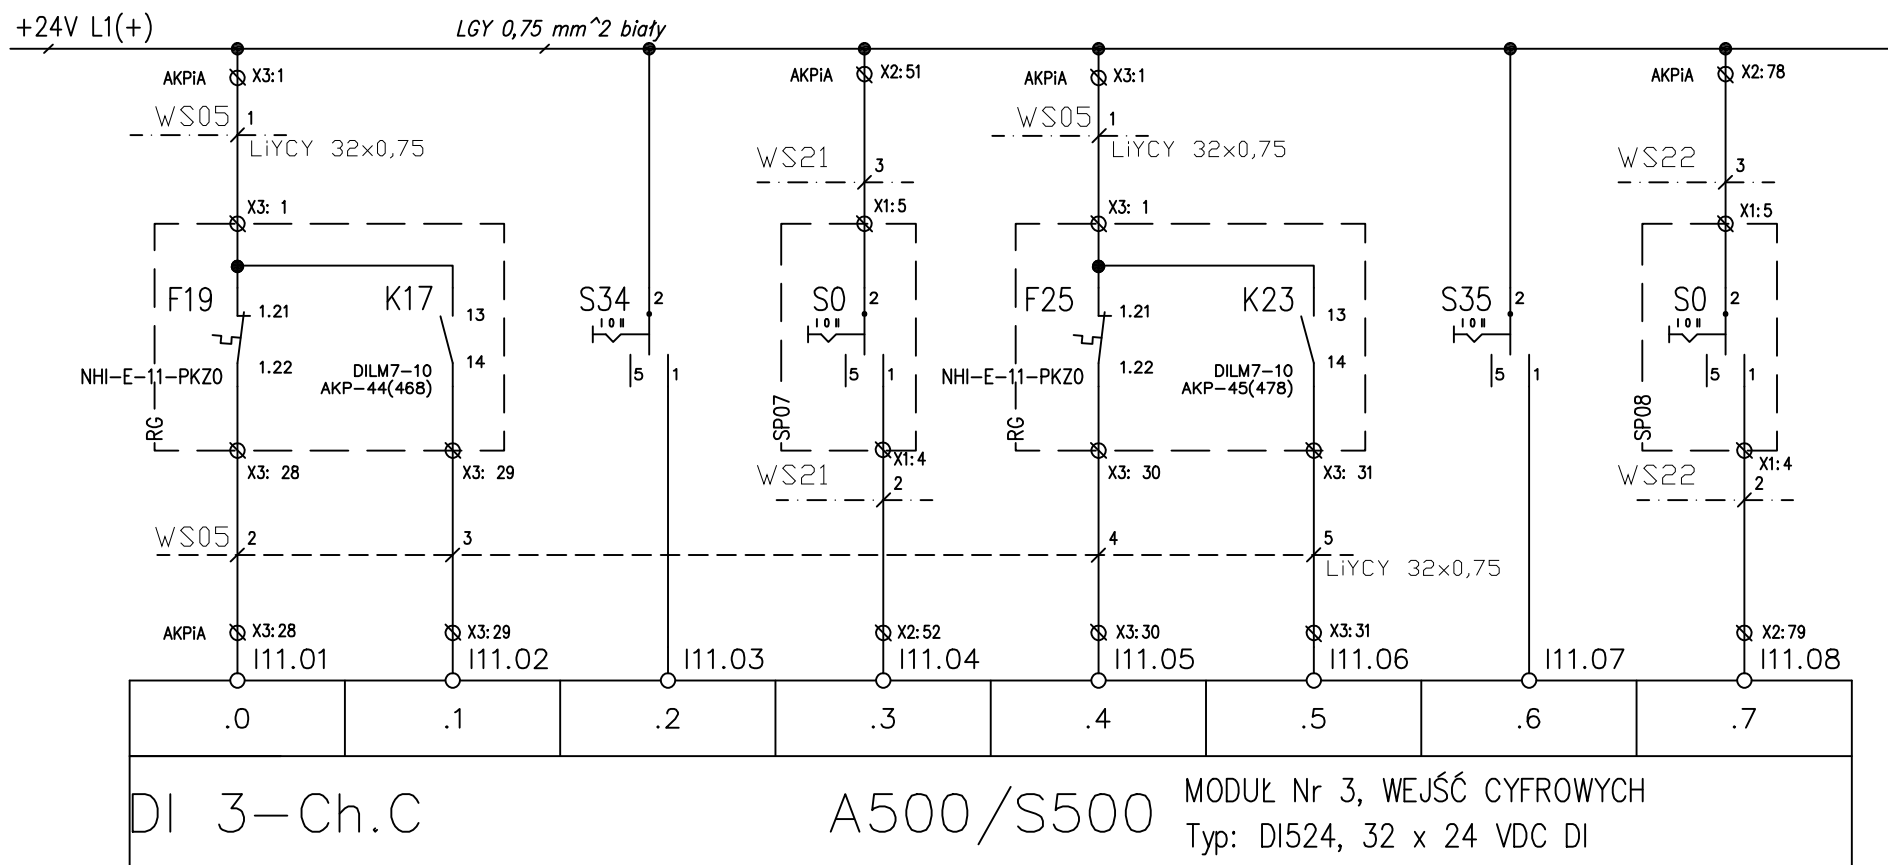 +24V L1(+)
LGY 0,75 mm^2 biały
AKPiA X3:1
AKPiA X2:51
AKPiA X3:1
AKPiA X2:78
WS05 1
LiYCY 32x0,75
WS21 3
WS05 1
LiYCY 32x0,75
WS22 3
X3: 1
X1:5
X3: 1
X1:5
F19 1.21
1.22
NHI-E-11-PKZ0
K17 13
14
DILM7-10
AKP-44(468)
RG
S34 2
I 0 II
5 1
S0 2
I 0 II
5 1
SP07
F25 1.21
1.22
NHI-E-11-PKZ0
K23 13
14
DILM7-10
AKP-45(478)
RG
S35 2
I 0 II
5 1
S0 2
I 0 II
5 1
SP08
X3: 28
X3: 29
X1:4
X3: 30
X3: 31
X1:4
WS21 2
WS22 2
WS05 2 3 4 5
LiYCY 32x0,75
AKPiA X3:28 X3:29 X2:52 X3:30 X3:31 X2:79
I11.01 I11.02 I11.03 I11.04 I11.05 I11.06 I11.07 I11.08
.0 .1 .2 .3 .4 .5 .6 .7
DI 3-Ch.C A500/S500
MODUŁ Nr 3, WEJŚĆ CYFROWYCH
Typ: DI524, 32 x 24 VDC DI